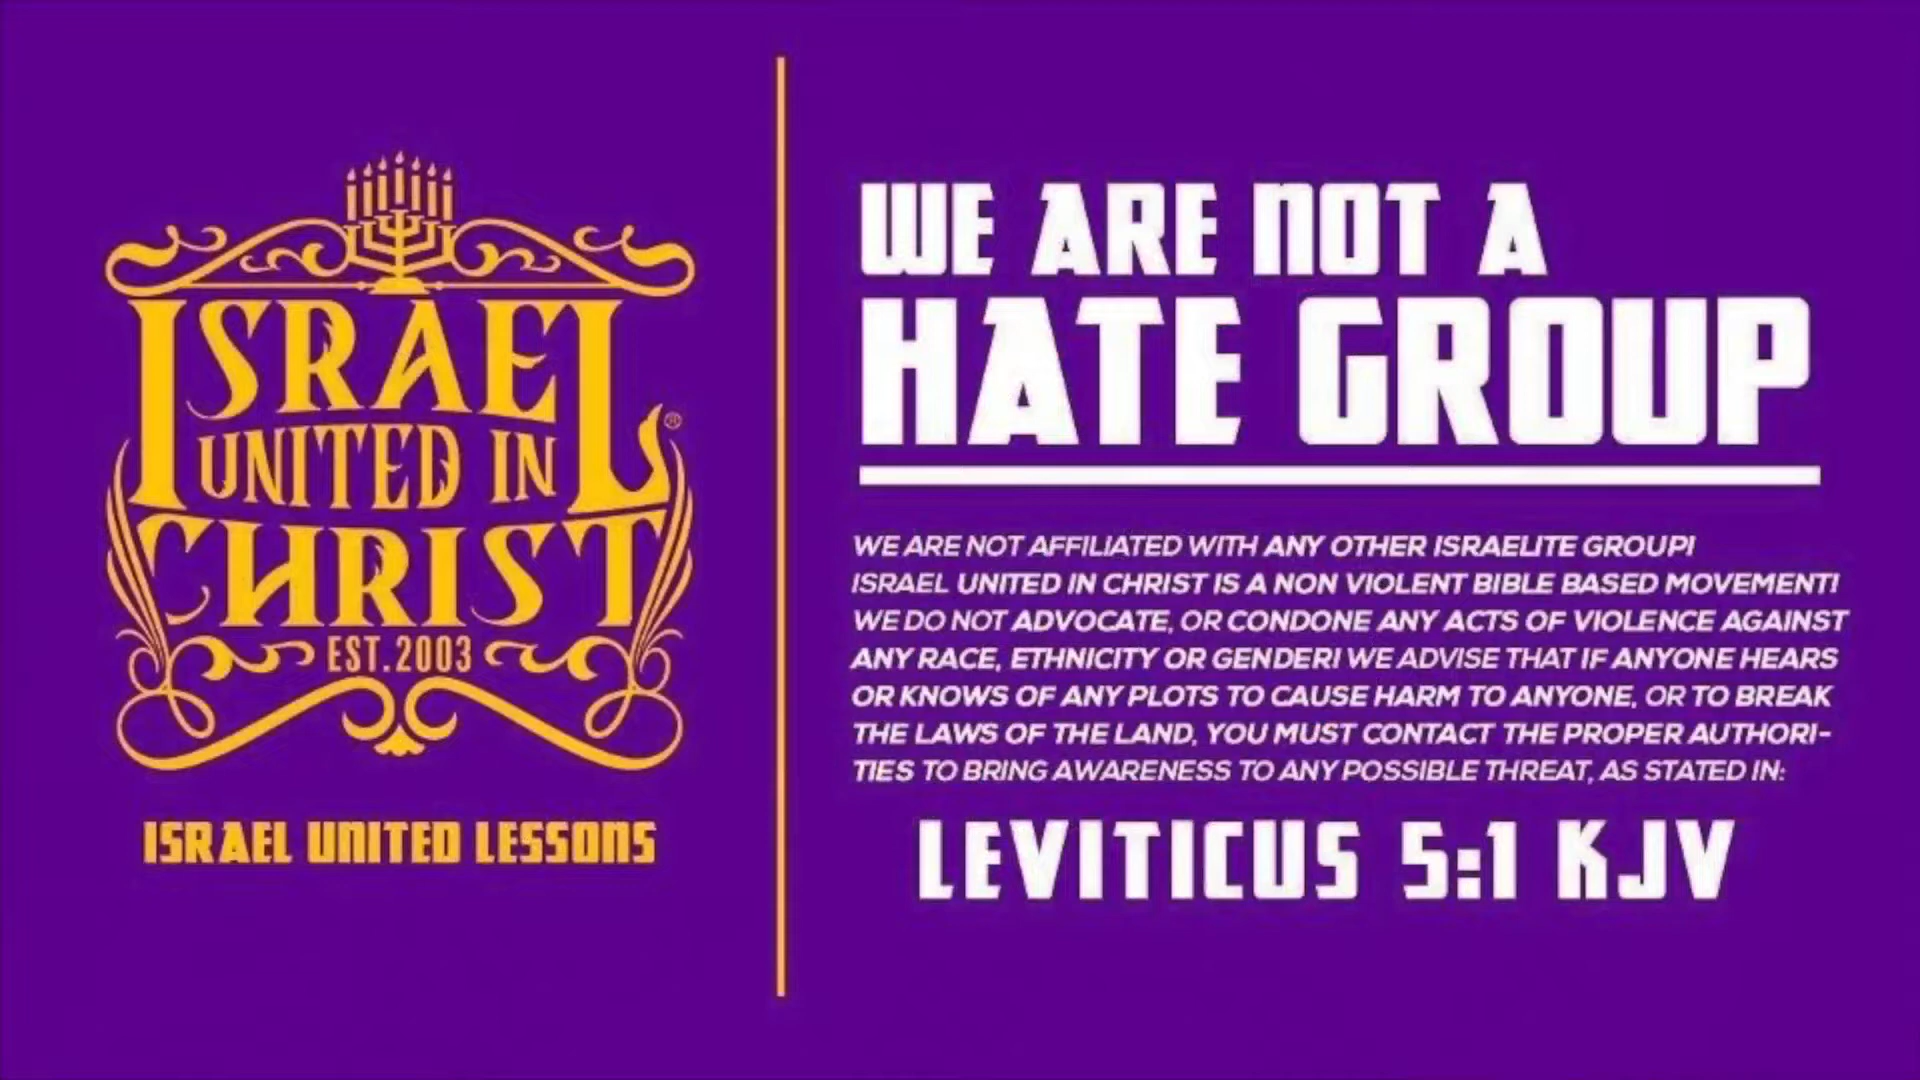 ISRAEL
UNITED IN
CHRIST
®
EST.2003
ISRAEL UNITED LESSONS
WE ARE NOT A
HATE GROUP
WE ARE NOT AFFILIATED WITH ANY OTHER ISRAELITE GROUP!
ISRAEL UNITED IN CHRIST IS A NON VIOLENT BIBLE BASED MOVEMENT!
WE DO NOT ADVOCATE, OR CONDONE ANY ACTS OF VIOLENCE AGAINST
ANY RACE, ETHNICITY OR GENDER! WE ADVISE THAT IF ANYONE HEARS
OR KNOWS OF ANY PLOTS TO CAUSE HARM TO ANYONE, OR TO BREAK
THE LAWS OF THE LAND, YOU MUST CONTACT THE PROPER AUTHORI-
TIES TO BRING AWARENESS TO ANY POSSIBLE THREAT, AS STATED IN:
LEVITICUS 5:1 KJV